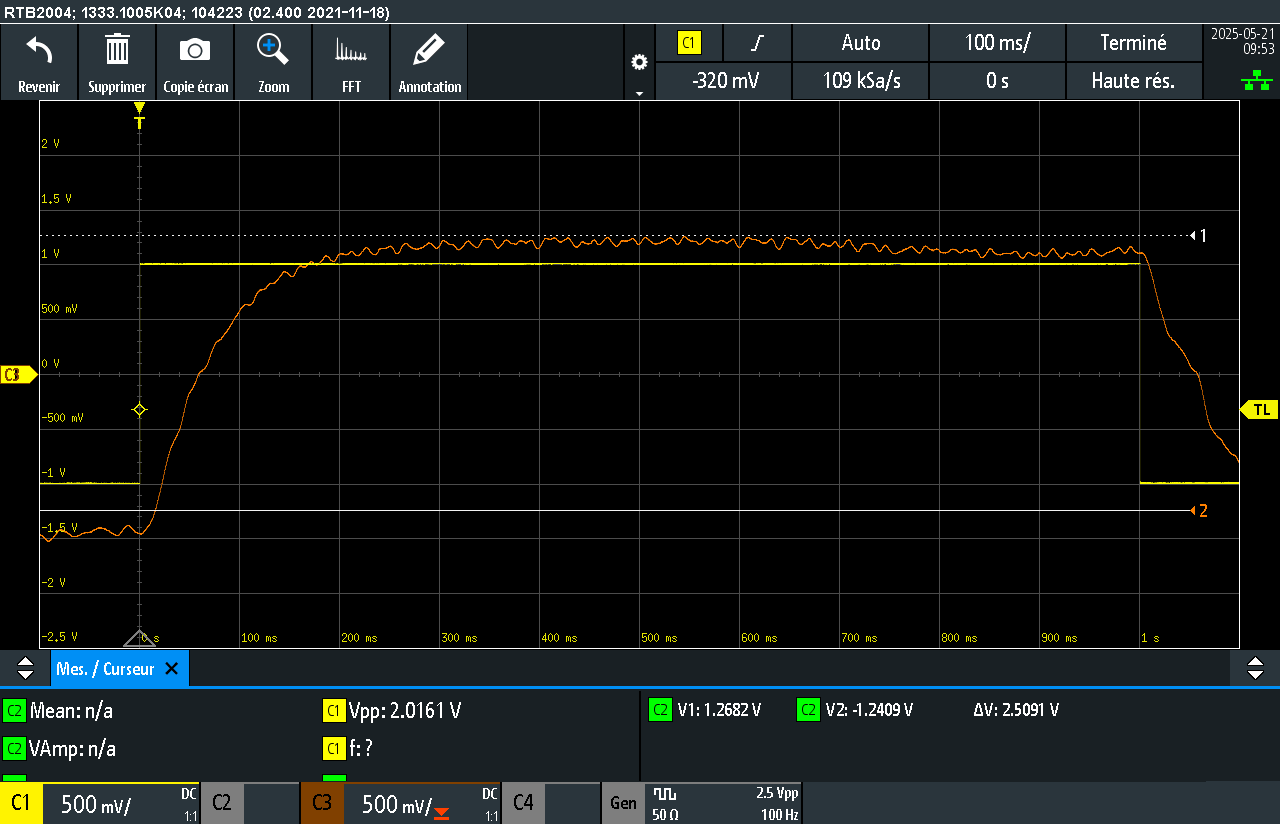 RTB2004; 1333.1005K04; 104223 (02.400 2021-11-18)
Revenir
Supprimer
Copie écran
Zoom
FFT
Annotation
C1
Auto
100 ms/
Terminé
-320 mV
109 kSa/s
0 s
Haute rés.
2025-05-21
09:53
T
2 V
1.5 V
1
1 V
500 mV
0 V
C3
-500 mV
TL
-1 V
2
-1.5 V
-2 V
-2.5 V
0 s
100 ms
200 ms
300 ms
400 ms
500 ms
600 ms
700 ms
800 ms
900 ms
1 s
Mes. / Curseur
C2 Mean: n/a
C1 Vpp: 2.0161 V
C2 V1: 1.2682 V
C2 V2: -1.2409 V
ΔV: 2.5091 V
C2 VAmp: n/a
C1 f: ?
C1
500 mV/
DC
1:1
C2
C3
500 mV/
DC
1:1
C4
Gen
2.5 Vpp
50 Ω
100 Hz